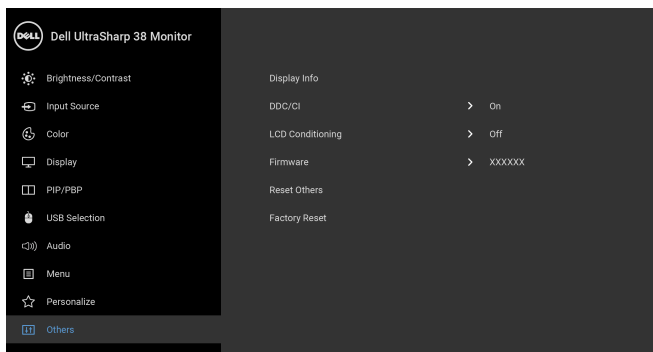 DELL Dell UltraSharp 38 Monitor
Brightness/Contrast
Input Source
Color
Display
PIP/PBP
USB Selection
Audio
Menu
Personalize
Others
Display Info
DDC/CI > On
LCD Conditioning > Off
Firmware > XXXXXX
Reset Others
Factory Reset